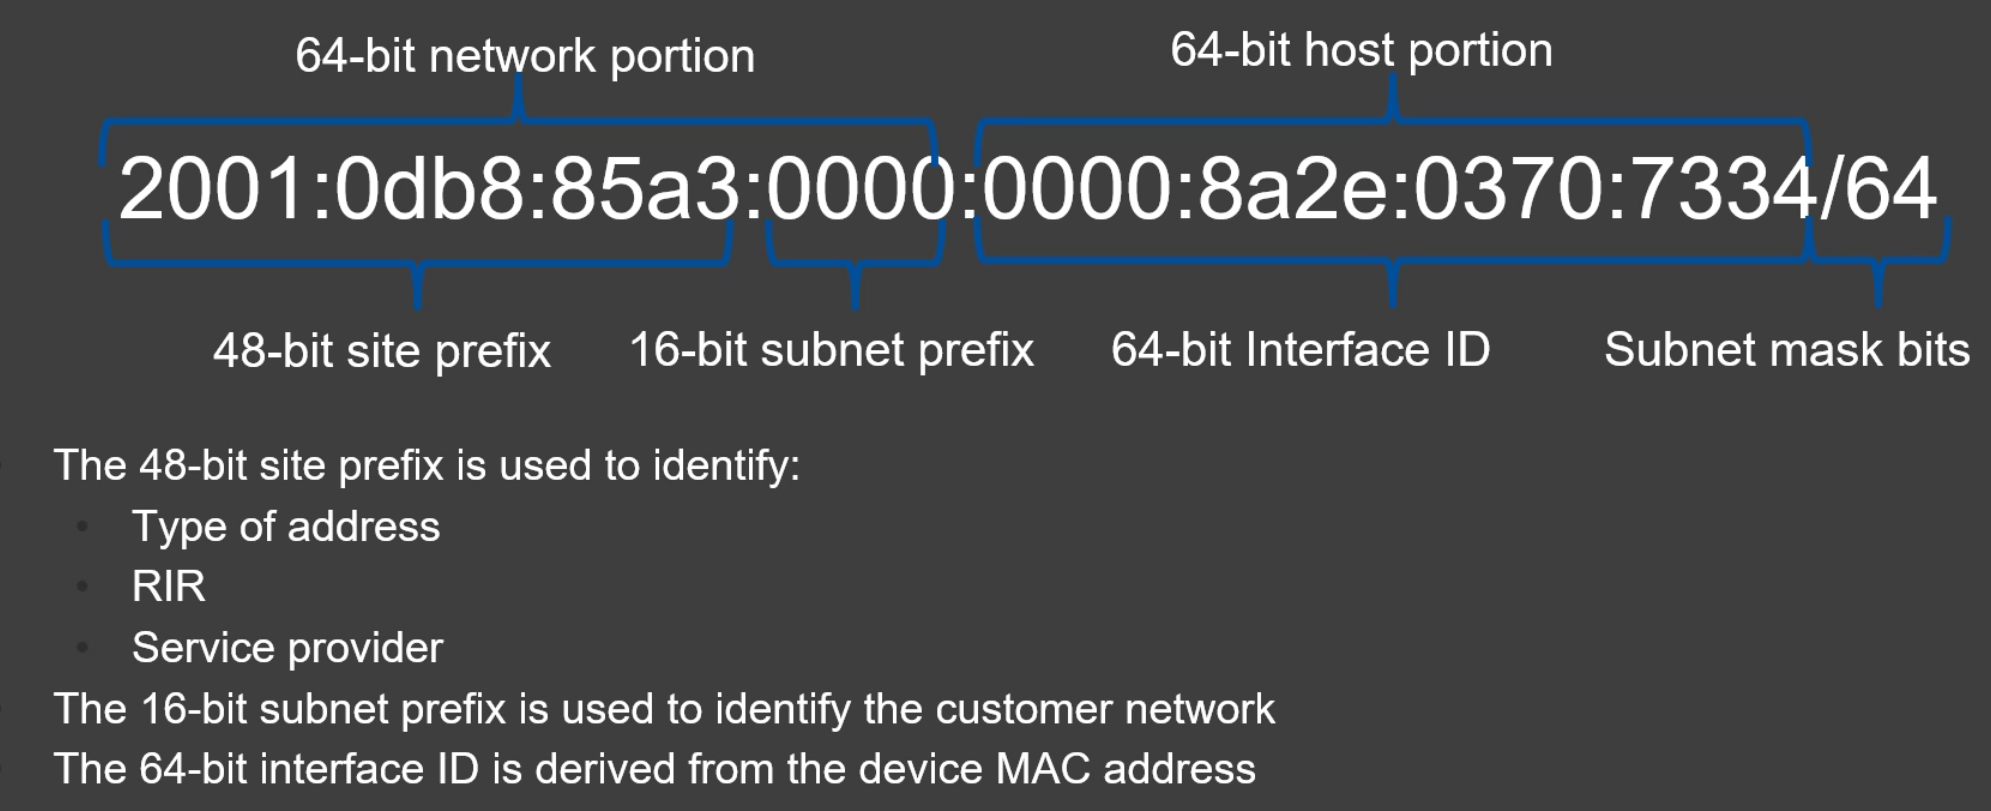 64-bit network portion
64-bit host portion
2001:0db8:85a3:0000:0000:8a2e:0370:7334/64
48-bit site prefix
16-bit subnet prefix
64-bit Interface ID
Subnet mask bits
The 48-bit site prefix is used to identify:
• Type of address
• RIR
• Service provider
The 16-bit subnet prefix is used to identify the customer network
The 64-bit interface ID is derived from the device MAC address